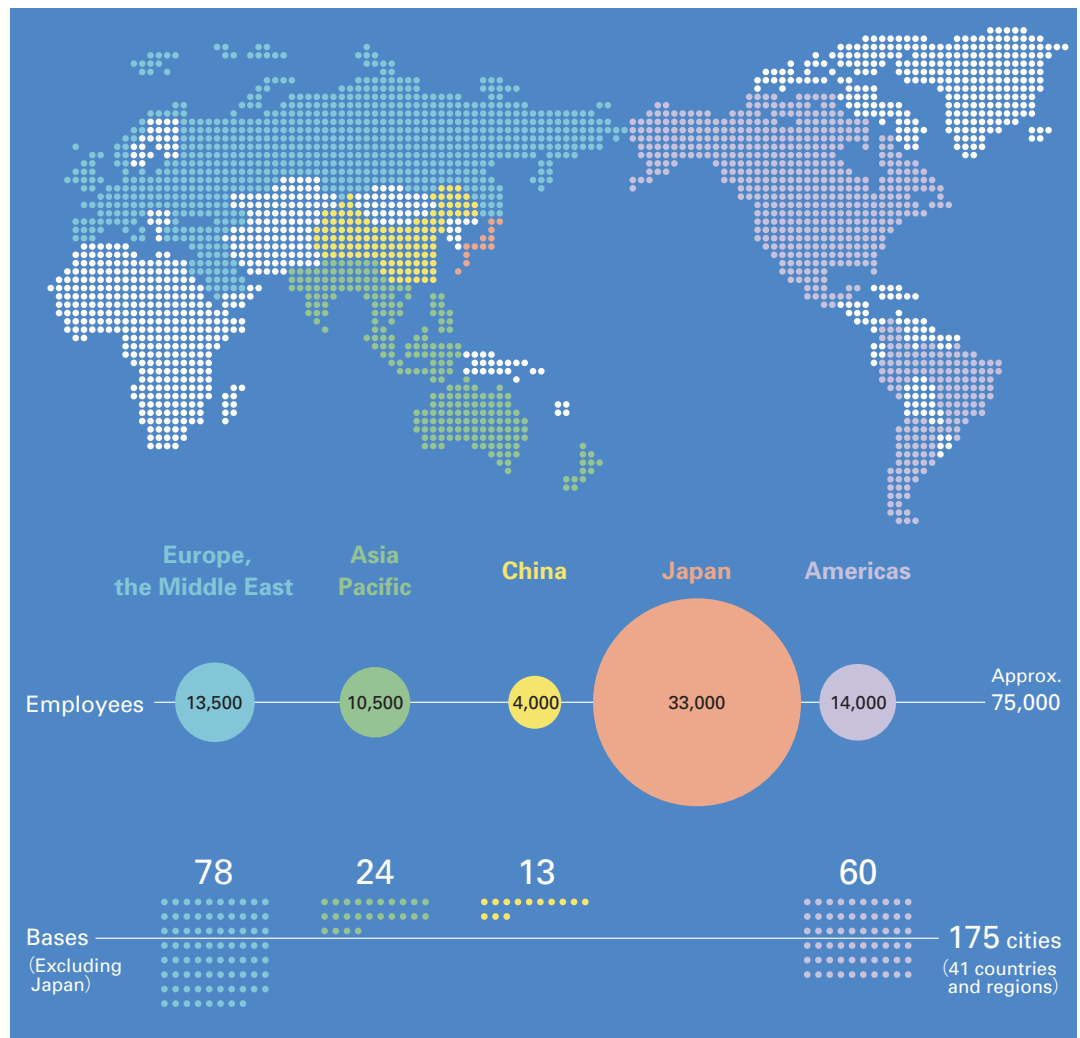 Europe,
the Middle East
Asia
Pacific
China
Japan
Americas
Employees
13,500
10,500
4,000
33,000
14,000
Approx.
75,000
78
24
13
60
Bases
(Excluding
Japan)
175 cities
(41 countries
and regions)